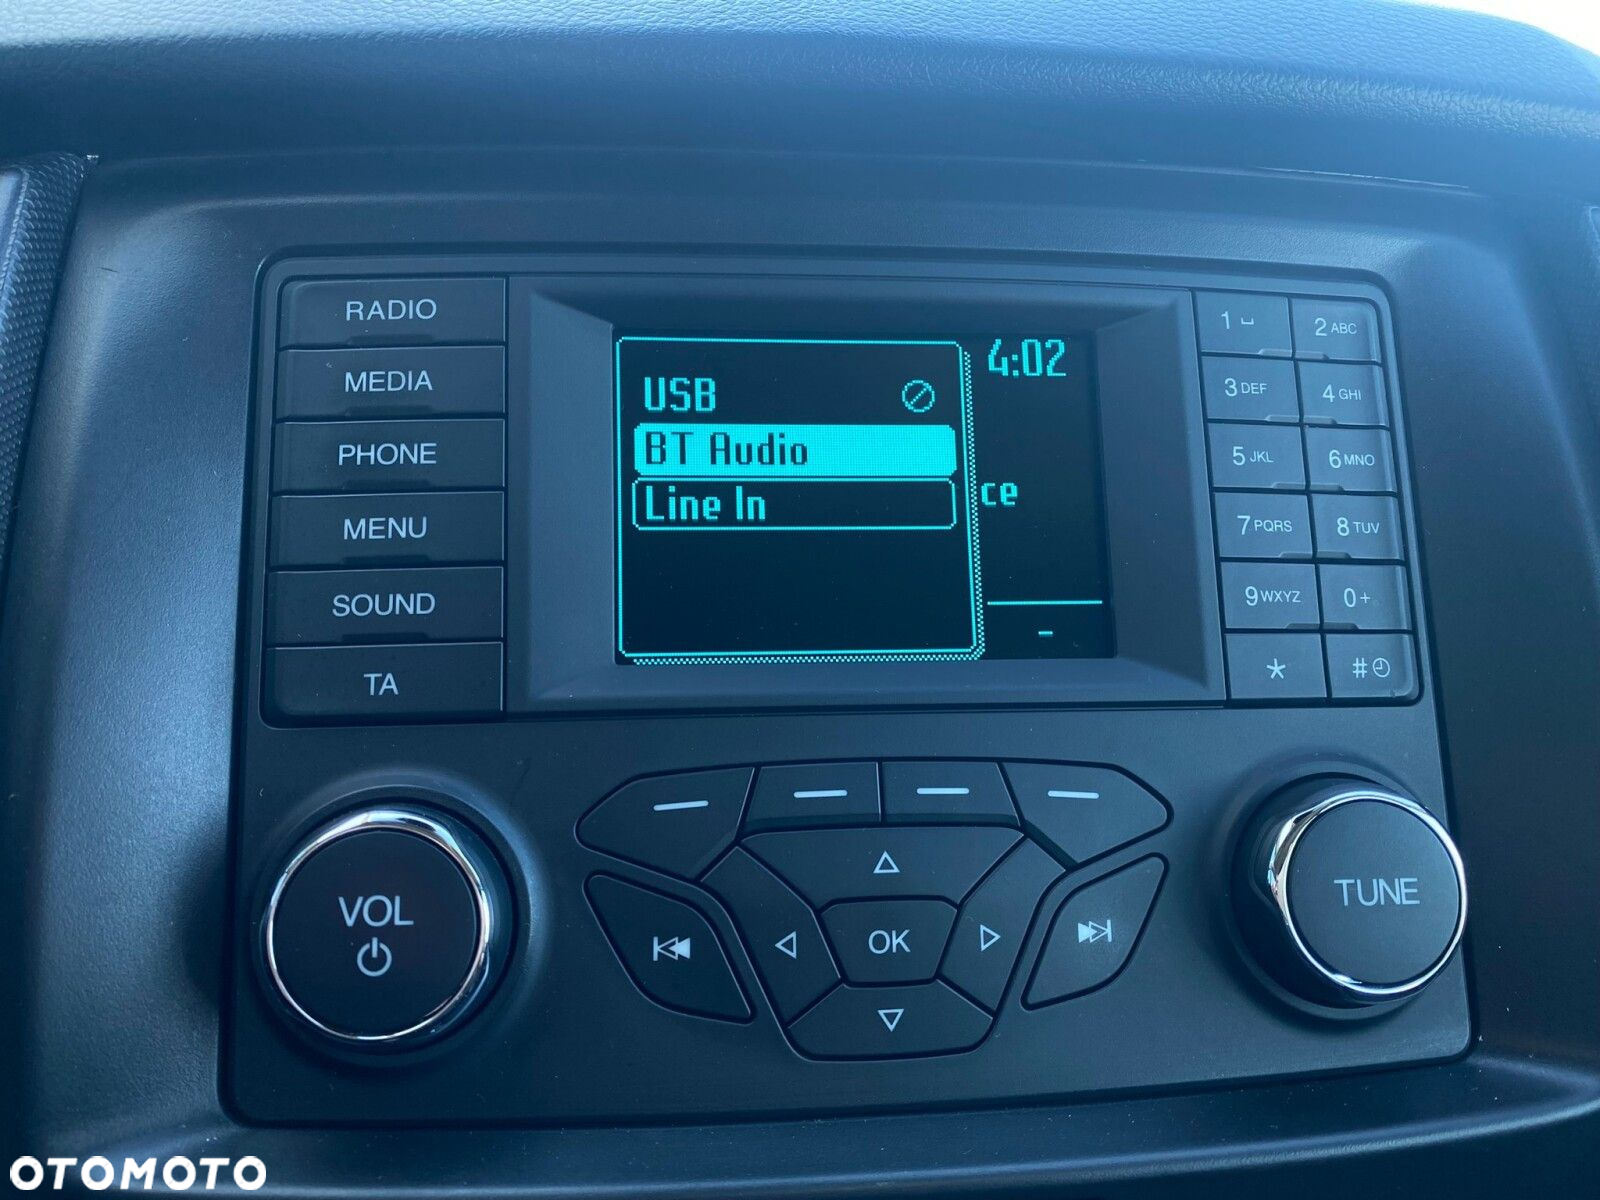 RADIO
MEDIA
PHONE
MENU
SOUND
TA
USB
BT Audio
Line In
4:02
ce
-
1
2 ABC
3 DEF
4 GHI
5 JKL
6 MNO
7 PQRS
8 TUV
9 WXYZ
0 +
*
#
VOL
OK
TUNE
OTOMOTO